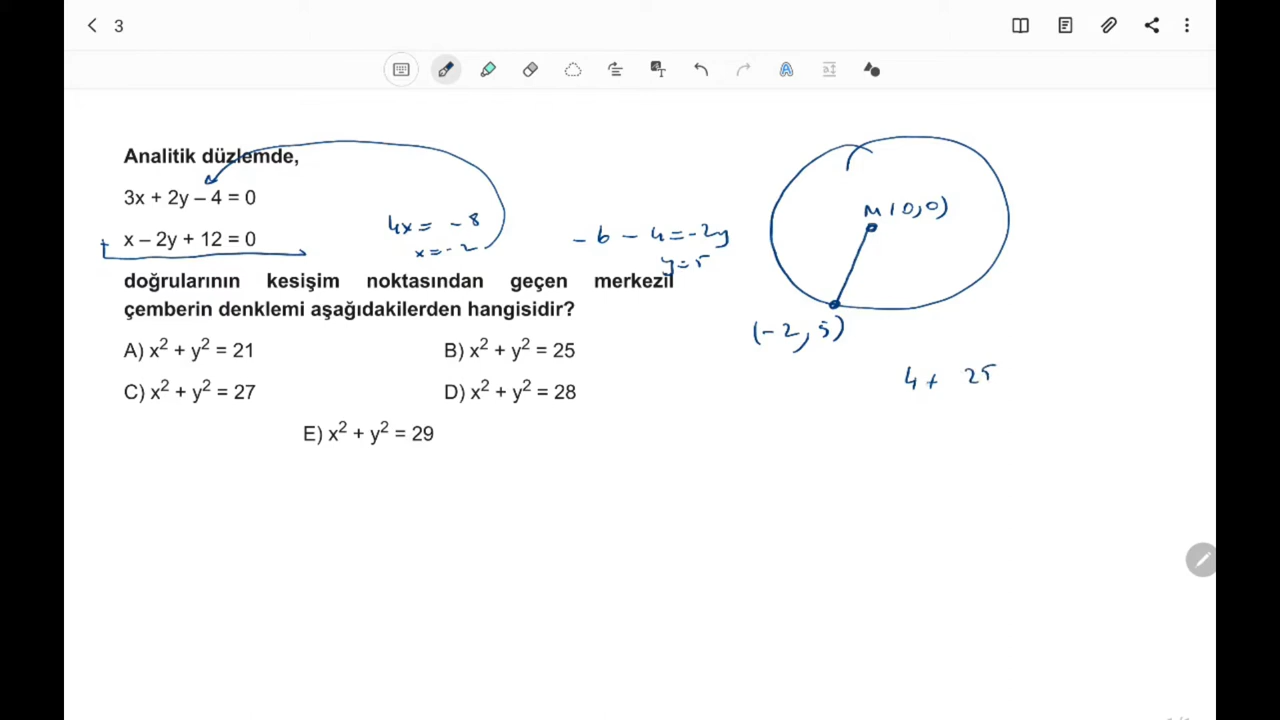 3
Analitik düzlemde,
3x + 2y – 4 = 0
x – 2y + 12 = 0
4x = -8
x = -2
-6 - 4 = -2y
y = 5
M(0,0)
(-2, 5)
4 + 25
doğrularının kesişim noktasından geçen merkezil
çemberin denklemi aşağıdakilerden hangisidir?
A) x² + y² = 21 B) x² + y² = 25
C) x² + y² = 27 D) x² + y² = 28
E) x² + y² = 29